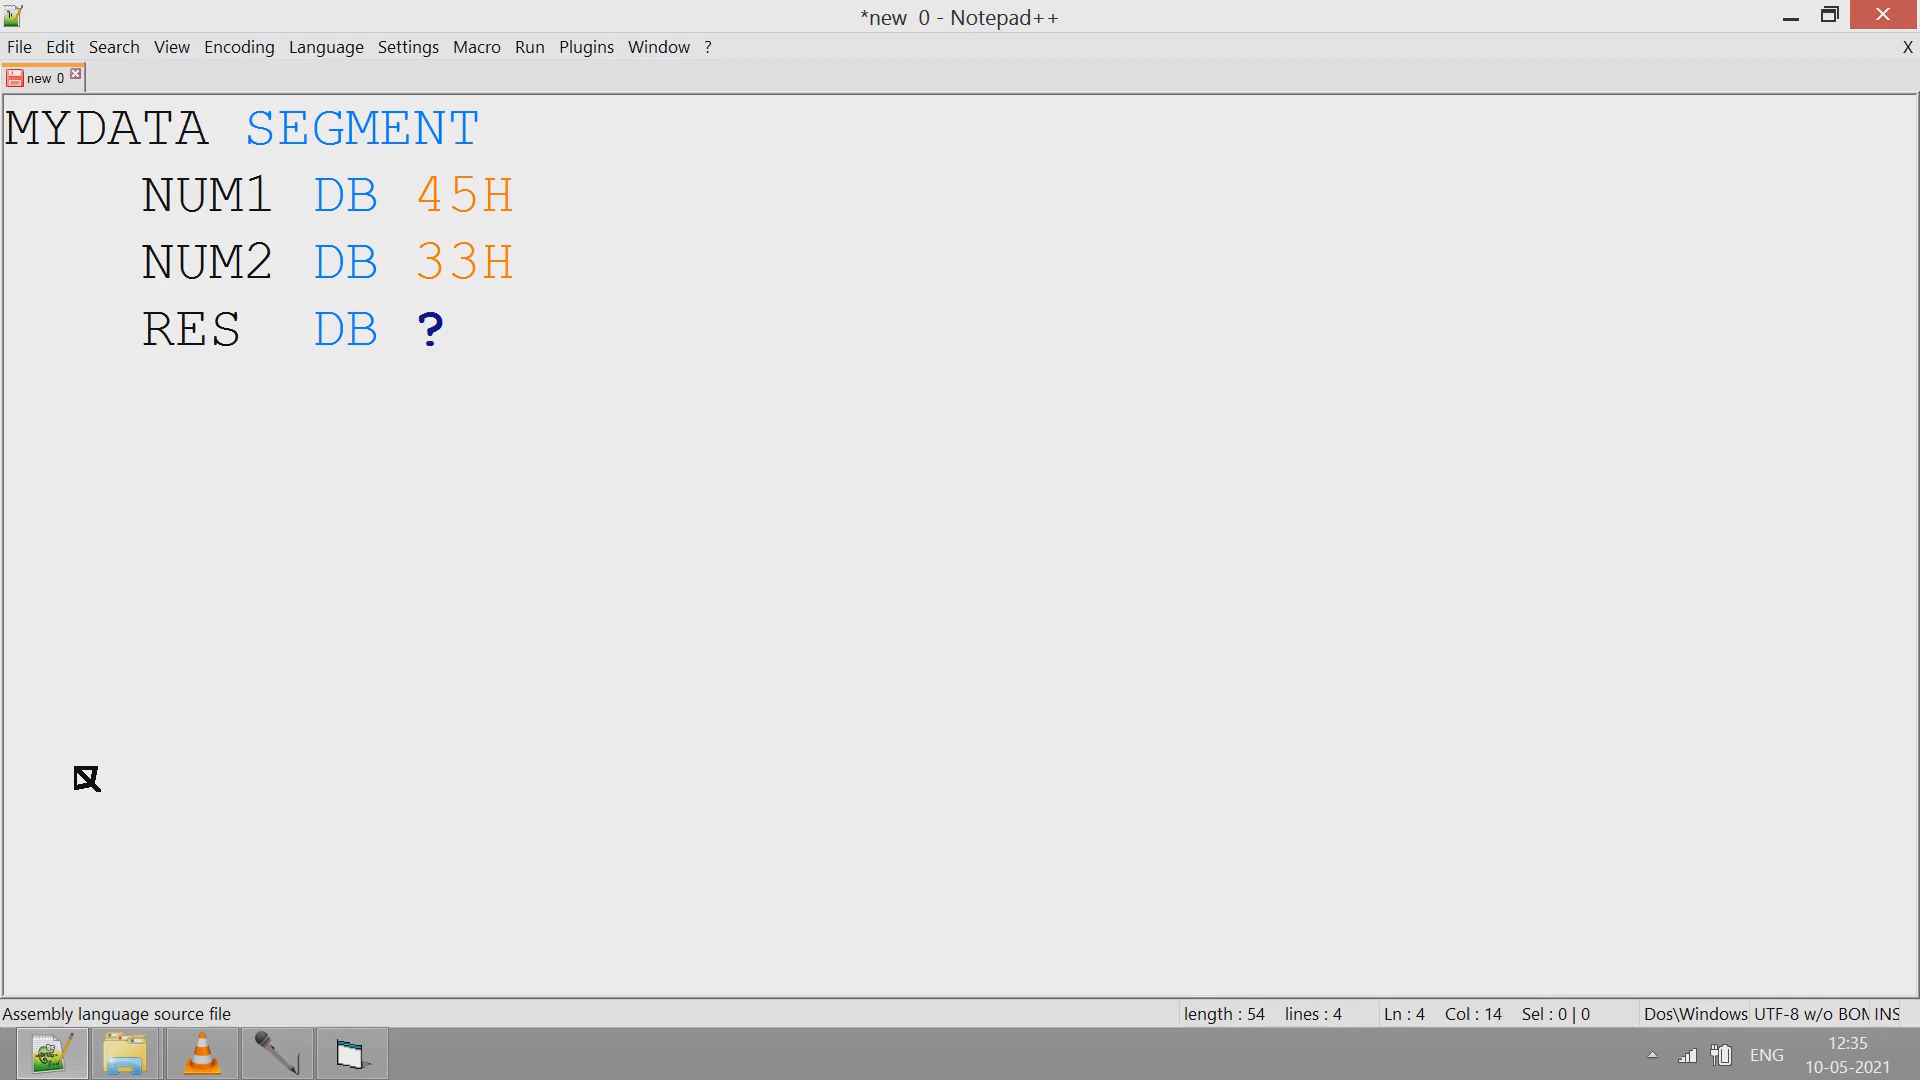 *new 0 - Notepad++
File Edit Search View Encoding Language Settings Macro Run Plugins Window ? X
new 0
MYDATA SEGMENT
NUM1 DB 45H
NUM2 DB 33H
RES DB ?
Assembly language source file length : 54 lines : 4 Ln : 4 Col : 14 Sel : 0 | 0 Dos\Windows UTF-8 w/o BOM INS
ENG 12:35
10-05-2021